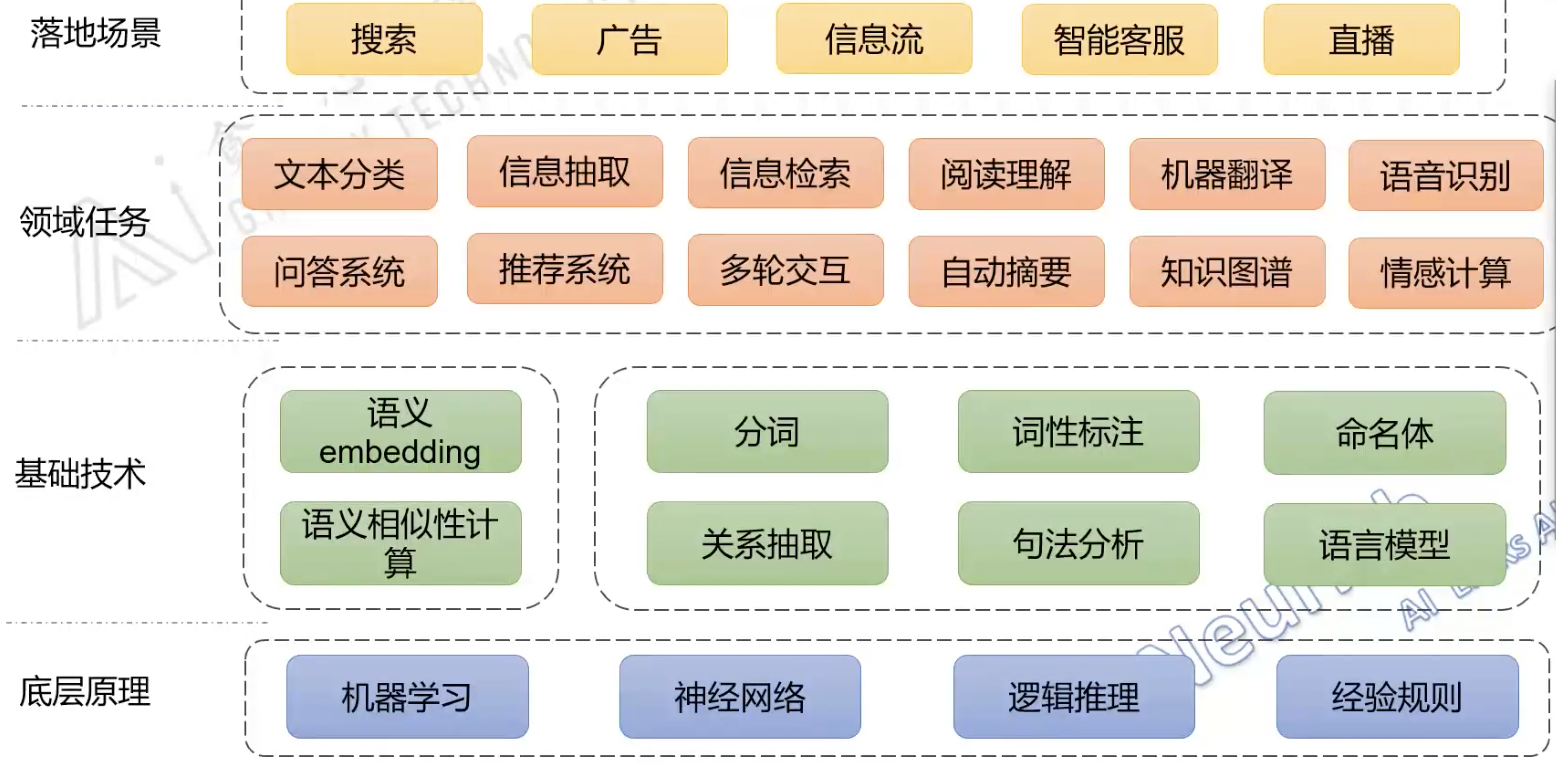 落地场景
搜索
广告
信息流
智能客服
直播
领域任务
文本分类
信息抽取
信息检索
阅读理解
机器翻译
语音识别
问答系统
推荐系统
多轮交互
自动摘要
知识图谱
情感计算
基础技术
语义
embedding
分词
词性标注
命名体
语义相似性计
算
关系抽取
句法分析
语言模型
底层原理
机器学习
神经网络
逻辑推理
经验规则